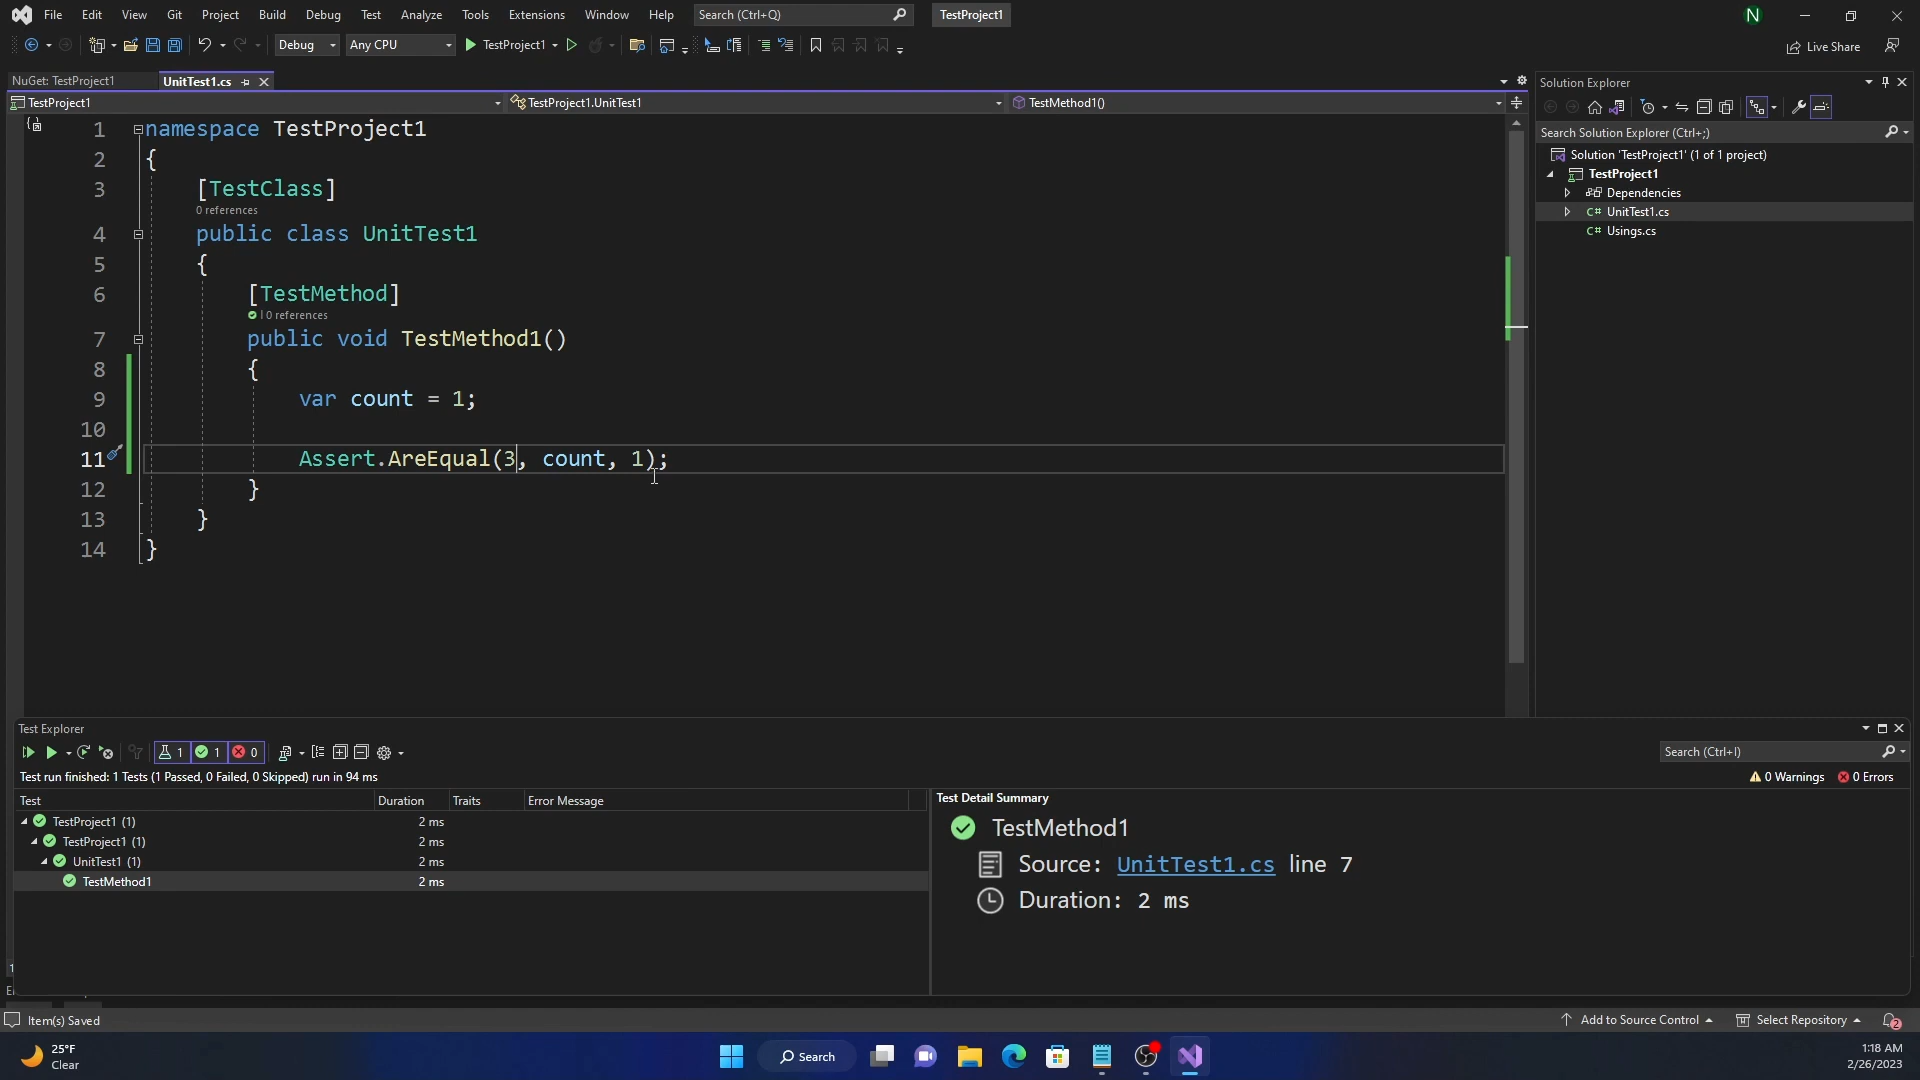 File Edit View Git Project Build Debug Test Analyze Tools Extensions Window Help Search (Ctrl+Q) TestProject1 N
Debug Any CPU TestProject1 Live Share
NuGet: TestProject1 UnitTest1.cs
TestProject1 TestProject1.UnitTest1 TestMethod1()
1 namespace TestProject1
2 {
3 [TestClass]
0 references
4 public class UnitTest1
5 {
6 [TestMethod]
| 0 references
7 public void TestMethod1()
8 {
9 var count = 1;
10
11 Assert.AreEqual(3, count, 1);
12 }
13 }
14 }
Solution Explorer
Search Solution Explorer (Ctrl+;)
Solution 'TestProject1' (1 of 1 project)
TestProject1
Dependencies
C# UnitTest1.cs
C# Usings.cs
Test Explorer
1 1 0 Search (Ctrl+I)
Test run finished: 1 Tests (1 Passed, 0 Failed, 0 Skipped) run in 94 ms 0 Warnings 0 Errors
Test Duration Traits Error Message
TestProject1 (1) 2 ms
TestProject1 (1) 2 ms
UnitTest1 (1) 2 ms
TestMethod1 2 ms
Test Detail Summary
TestMethod1
Source: UnitTest1.cs line 7
Duration: 2 ms
Item(s) Saved Add to Source Control Select Repository 2
25°F
Clear
Search
1:18 AM
2/26/2023